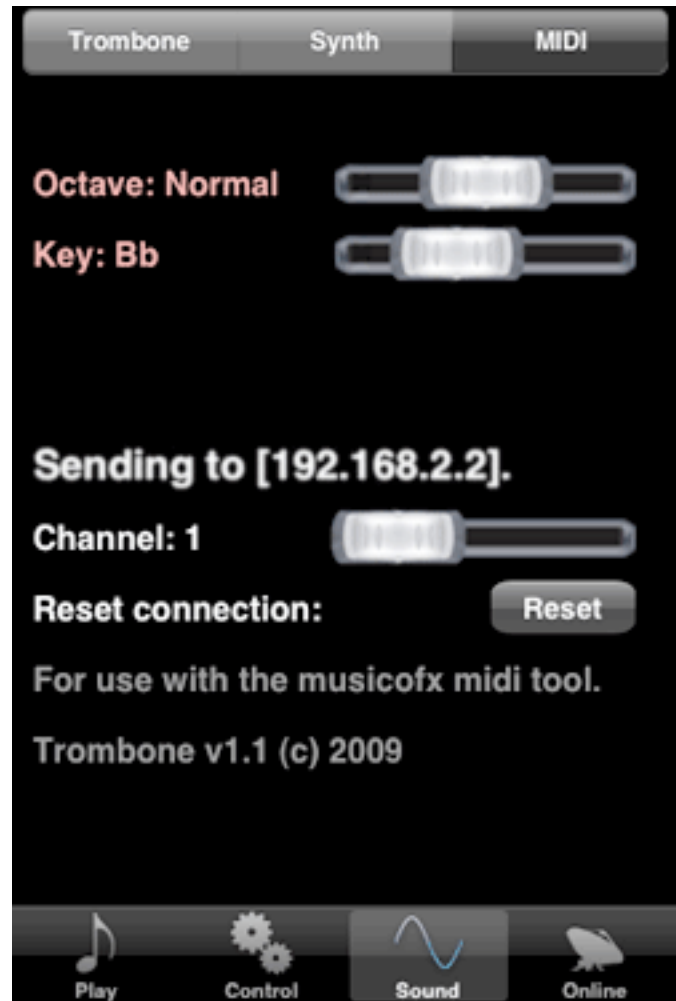 Trombone Synth MIDI
Octave: Normal
Key: Bb
Sending to [192.168.2.2].
Channel: 1
Reset connection: Reset
For use with the musicofx midi tool.
Trombone v1.1 (c) 2009
Play Control Sound Online